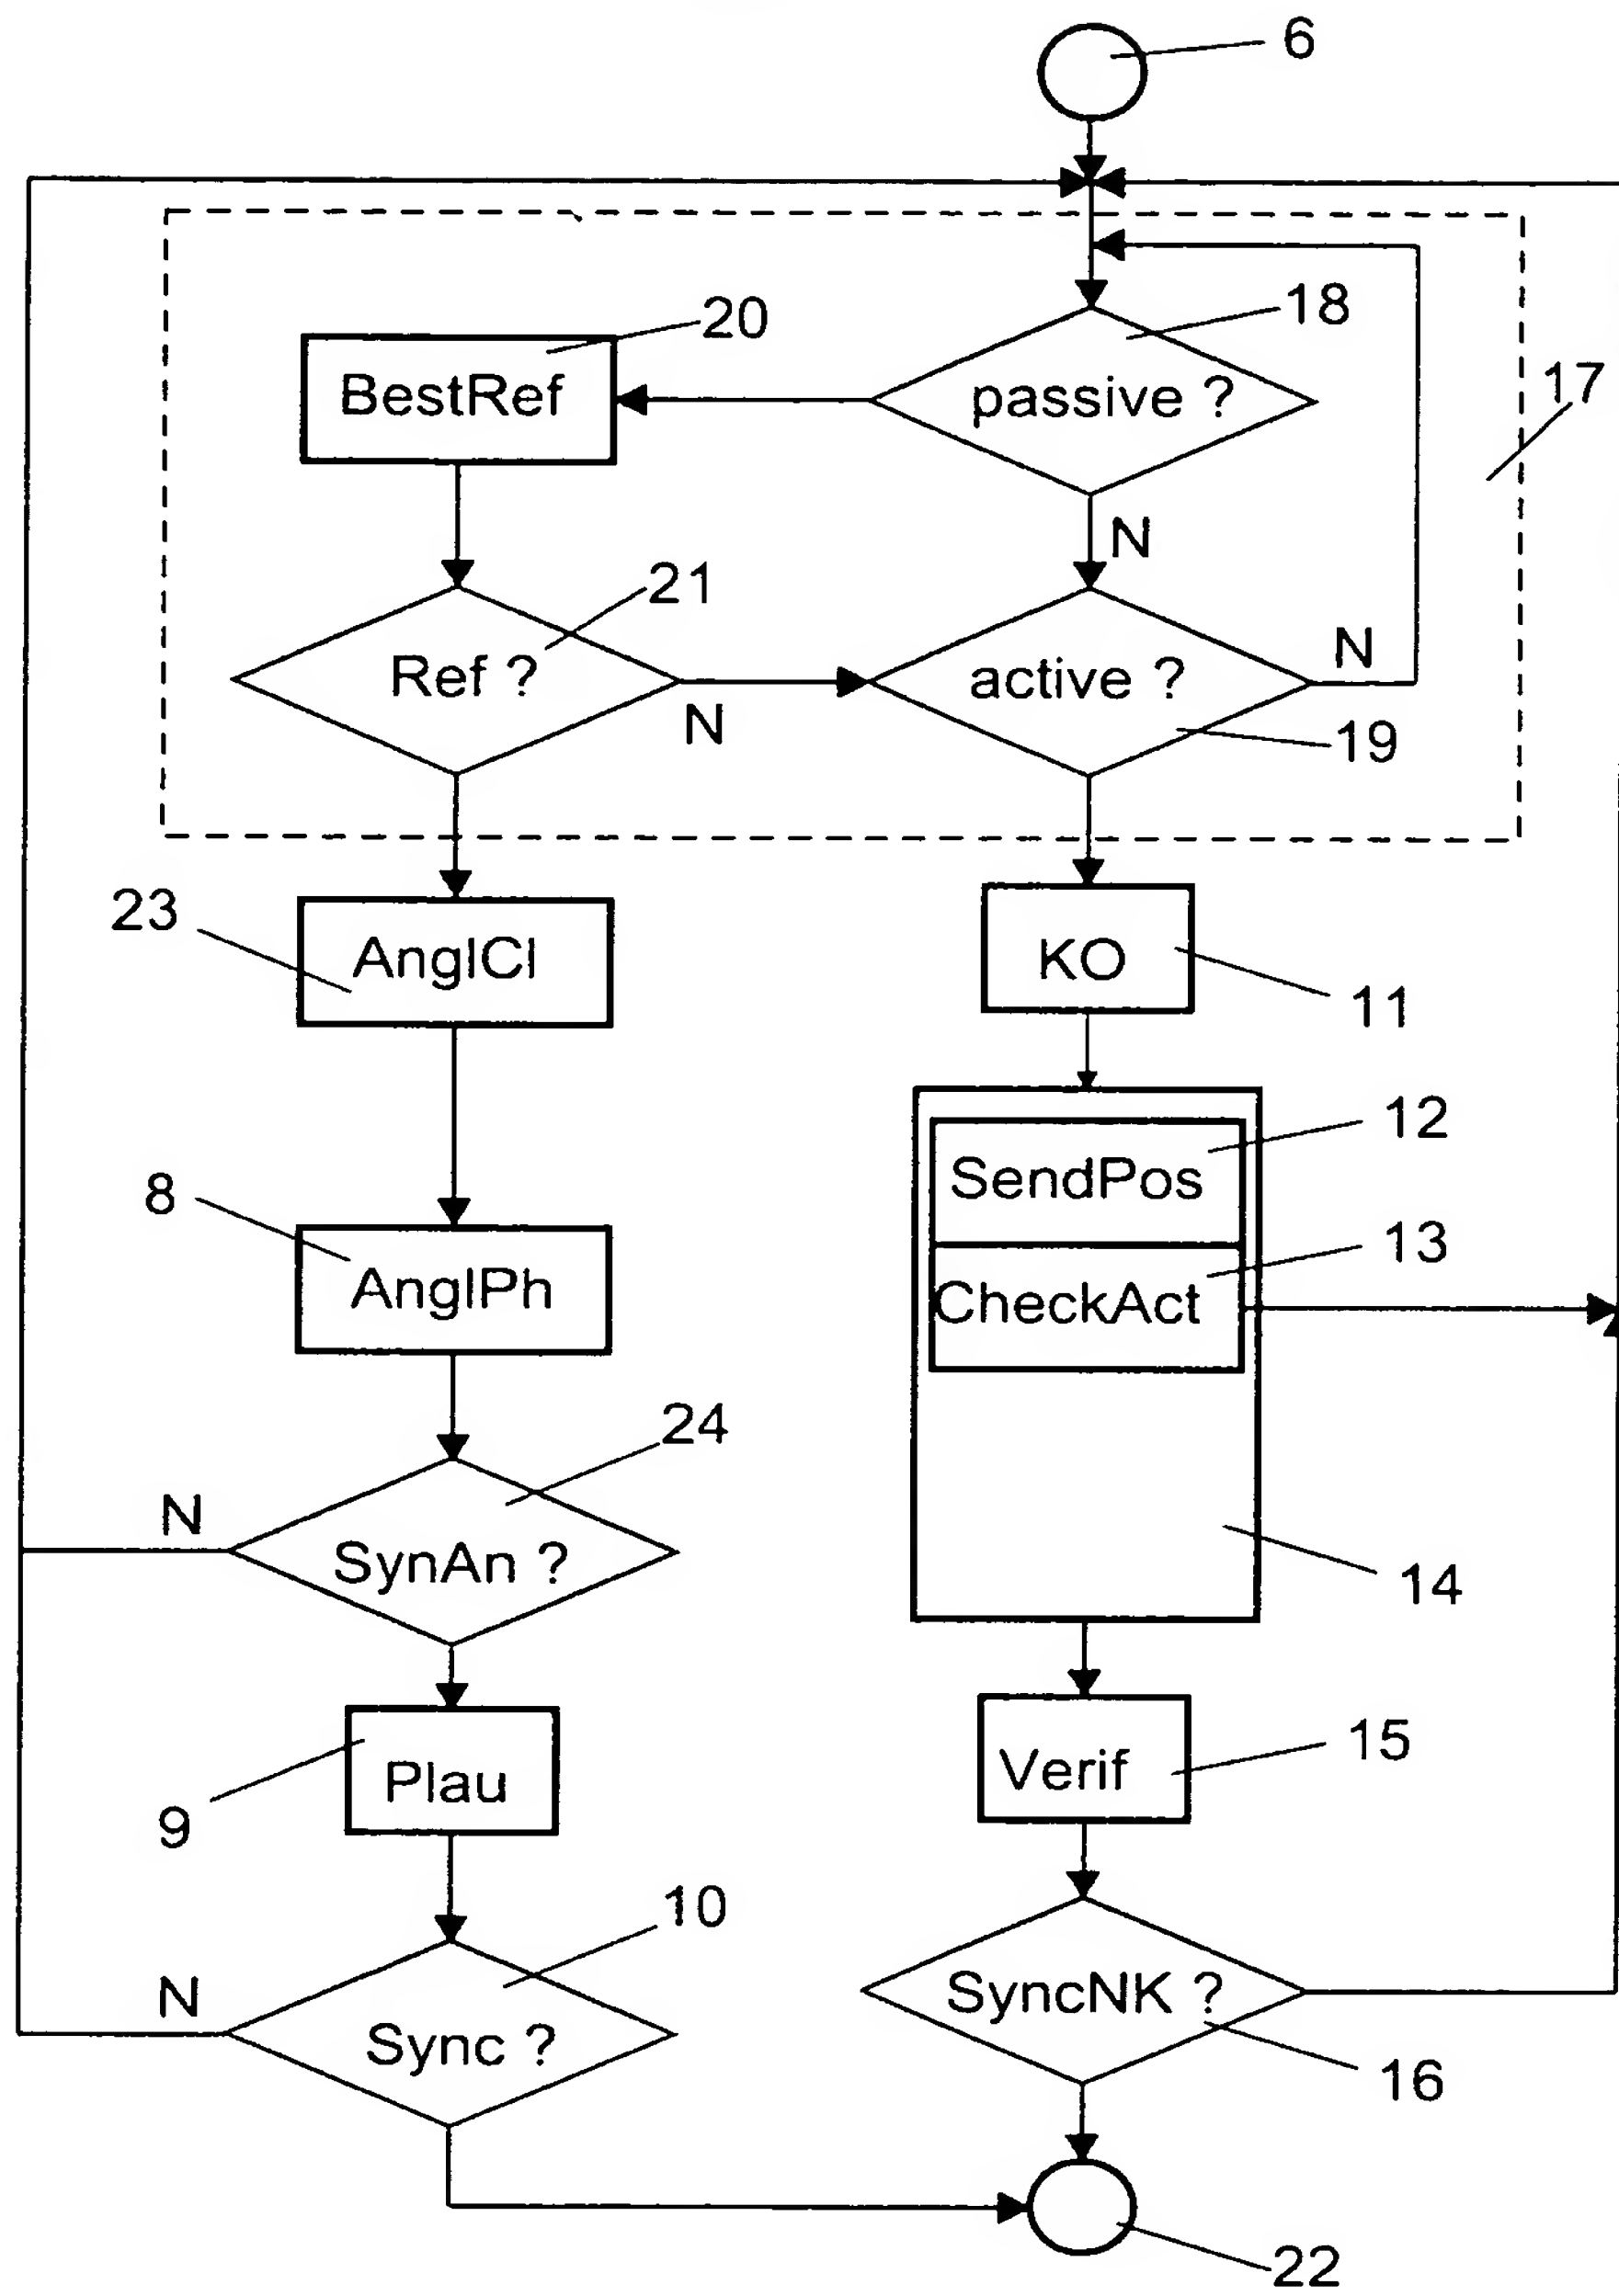 6
18
20
17
BestRef
passive ?
N
21
Ref ?
N
active ?
N
19
23
AnglCl
KO
11
12
SendPos
8
13
AnglPh
CheckAct
24
N
SynAn ?
14
15
Plau
Verif
9
10
N
SyncNK ?
Sync ?
16
22